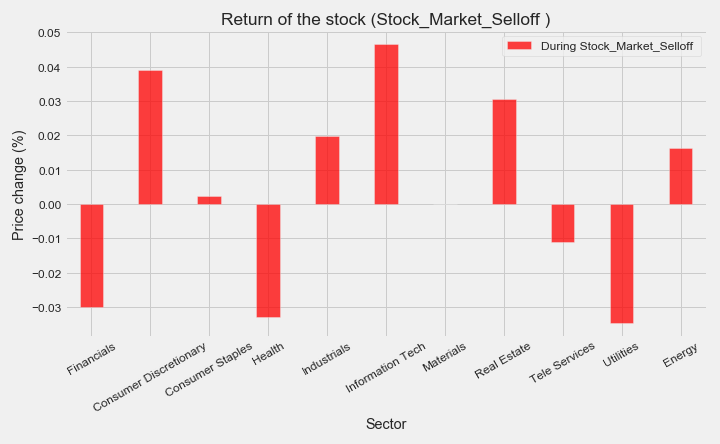 Return of the stock (Stock_Market_Selloff )
During Stock_Market_Selloff
Price change (%)
0.05
0.04
0.03
0.02
0.01
0.00
−0.01
−0.02
−0.03
Financials
Consumer Discretionary
Consumer Staples
Health
Industrials
Information Tech
Materials
Real Estate
Tele Services
Utilities
Energy
Sector